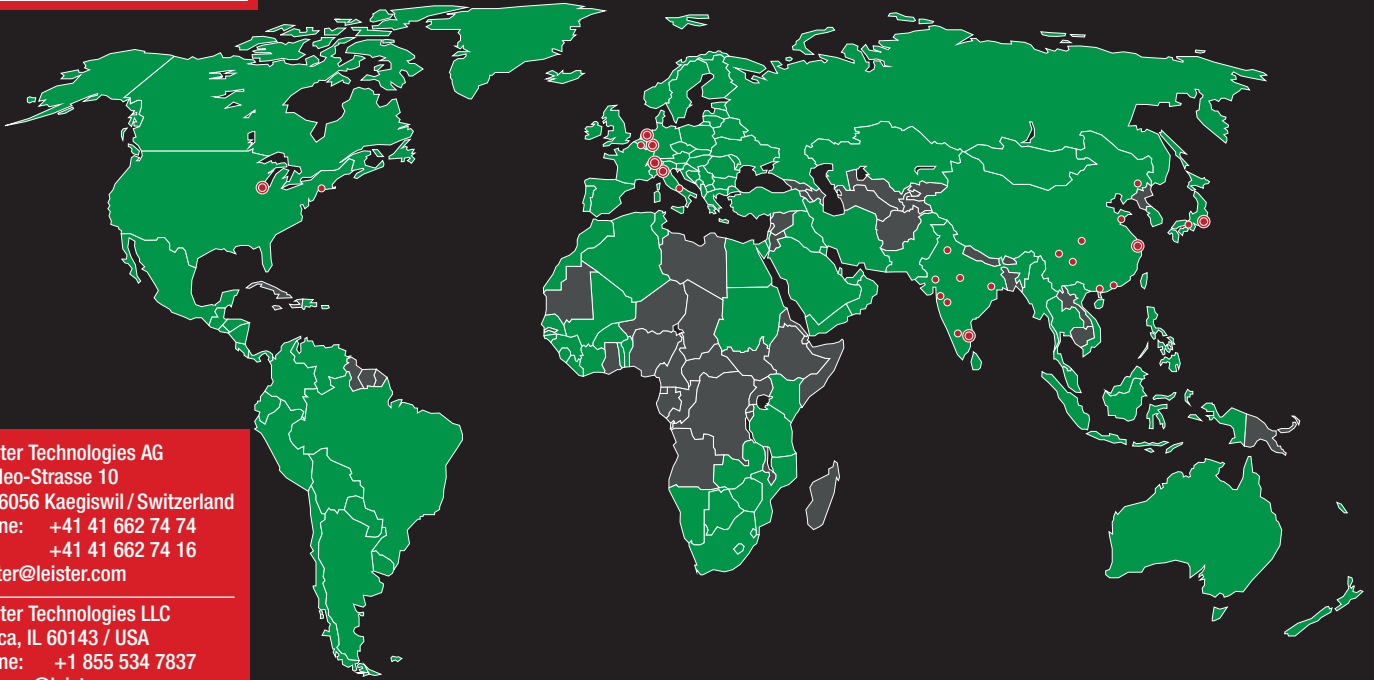 ter Technologies AG
leo-Strasse 10
6056 Kaegiswil / Switzerland
ne: +41 41 662 74 74
+41 41 662 74 16
ter@leister.com
ter Technologies LLC
ca, IL 60143 / USA
ne: +1 855 534 7837